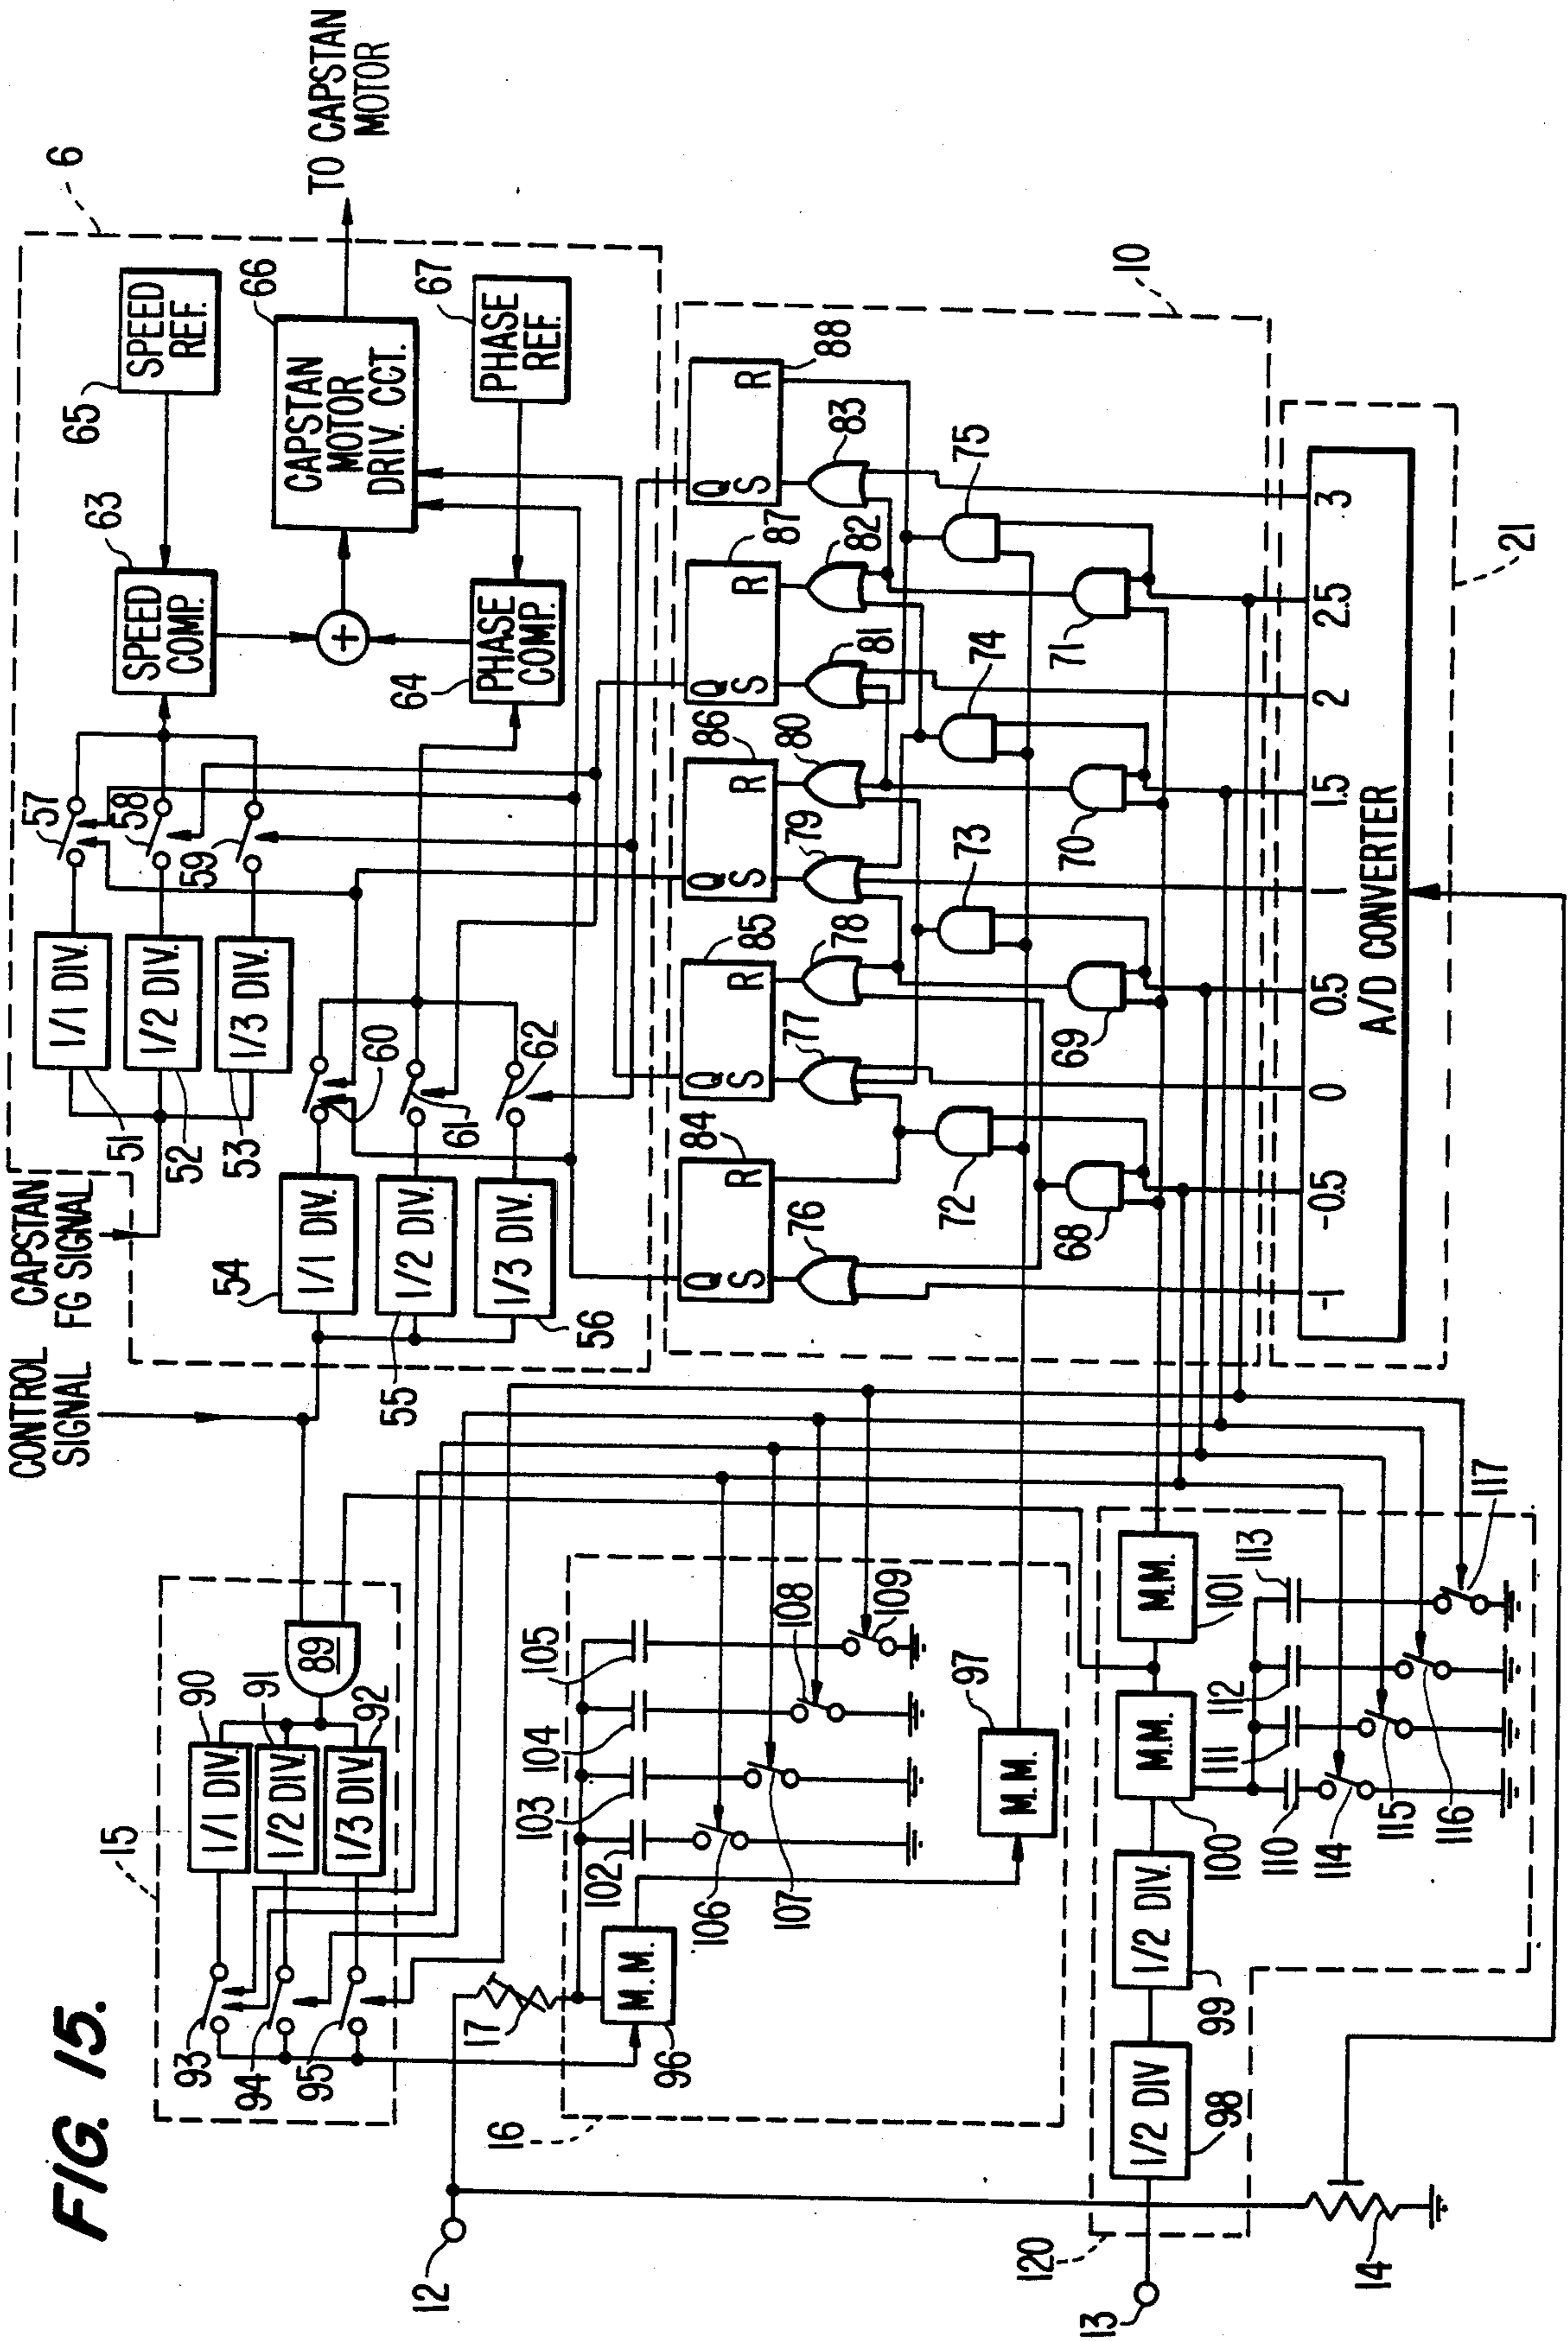 FIG. 15.
CONTROL
SIGNAL
CAPSTAN
FG SIGNAL
TO CAPSTAN
MOTOR
6
51
1/1 DIV.
52
1/2 DIV.
53
1/3 DIV.
57
58
59
63
SPEED
COMP.
65
SPEED
REF.
66
CAPSTAN
MOTOR
DRIV. CCT.
+
54
1/1 DIV.
55
1/2 DIV.
56
1/3 DIV.
60
61
62
64
PHASE
COMP.
67
PHASE
REF.
15
93
94
95
90
1/1 DIV.
91
1/2 DIV.
92
1/3 DIV.
89
10
84
Q
S
R
85
Q
S
R
86
Q
S
R
87
Q
S
R
88
Q
S
R
76
77
78
79
80
81
82
83
72
73
74
75
68
69
70
71
21
-1
-0.5
0
0.5
1
1.5
2
2.5
3
A/D CONVERTER
12
17
16
96
M.M.
102
103
104
105
106
107
108
109
97
M.M.
13
120
98
1/2 DIV
99
1/2 DIV.
100
M.M.
101
M.M.
110
111
112
113
114
115
116
117
14